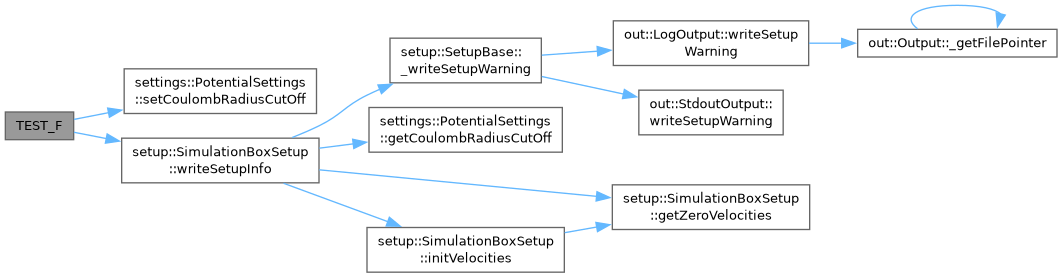 TEST_F
settings::PotentialSettings
::setCoulombRadiusCutOff
setup::SimulationBoxSetup
::writeSetupInfo
setup::SetupBase::
_writeSetupWarning
settings::PotentialSettings
::getCoulombRadiusCutOff
setup::SimulationBoxSetup
::initVelocities
out::LogOutput::writeSetup
Warning
out::StdoutOutput::
writeSetupWarning
setup::SimulationBoxSetup
::getZeroVelocities
out::Output::_getFilePointer